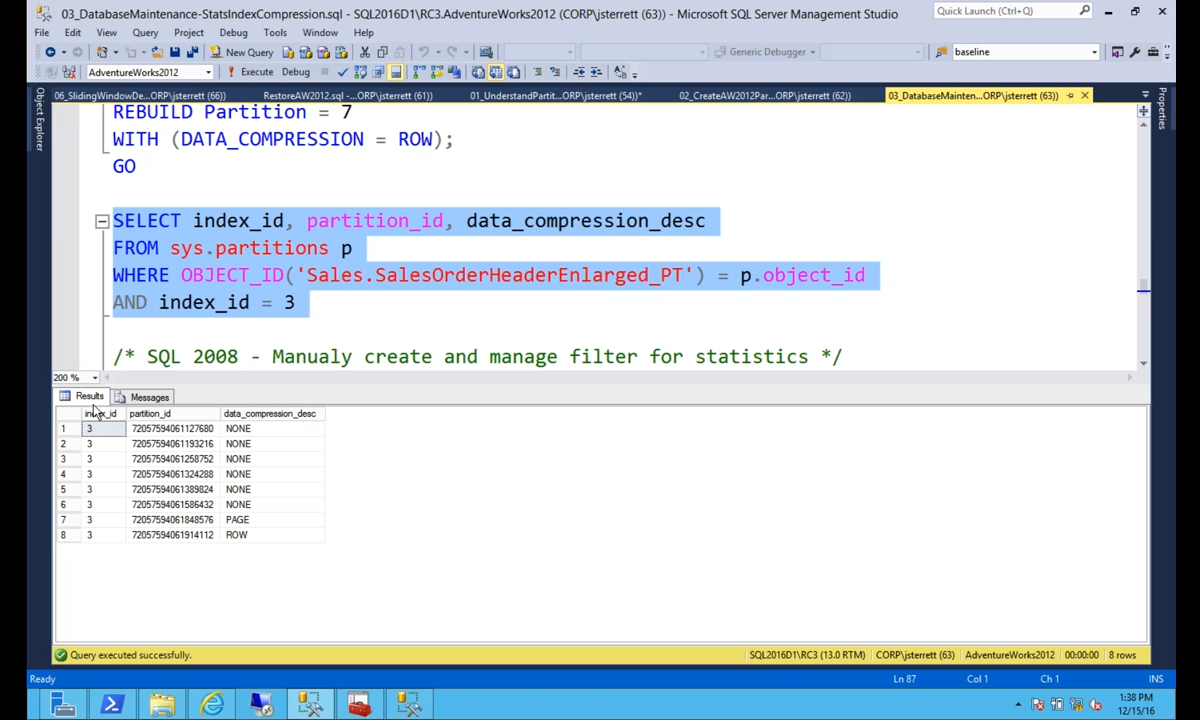 03_DatabaseMaintenance-StatsIndexCompression.sql - SQL2016D1\RC3.AdventureWorks2012 (CORP\jsterrett (63)) - Microsoft SQL Server Management Studio
Quick Launch (Ctrl+Q)
File Edit View Query Project Debug Tools Window Help
New Query Generic Debugger baseline
AdventureWorks2012 Execute Debug
06_SlidingWindowDe...ORP\jsterrett (66)) RestoreAW2012.sql -...ORP\jsterrett (61)) 01_UnderstandPartit...ORP\jsterrett (54))* 02_CreateAW2012Par...ORP\jsterrett (62)) 03_DatabaseMainten...ORP\jsterrett (63))
Object Explorer
Properties
REBUILD Partition = 7
WITH (DATA_COMPRESSION = ROW);
GO
SELECT index_id, partition_id, data_compression_desc
FROM sys.partitions p
WHERE OBJECT_ID('Sales.SalesOrderHeaderEnlarged_PT') = p.object_id
AND index_id = 3
/* SQL 2008 - Manualy create and manage filter for statistics */
200 %
Results Messages
index_id partition_id data_compression_desc
1 3 72057594061127680 NONE
2 3 72057594061193216 NONE
3 3 72057594061258752 NONE
4 3 72057594061324288 NONE
5 3 72057594061389824 NONE
6 3 72057594061586432 NONE
7 3 72057594061848576 PAGE
8 3 72057594061914112 ROW
Query executed successfully. SQL2016D1\RC3 (13.0 RTM) CORP\jsterrett (63) AdventureWorks2012 00:00:00 8 rows
Ready Ln 87 Col 1 Ch 1 INS
1:38 PM
12/15/16